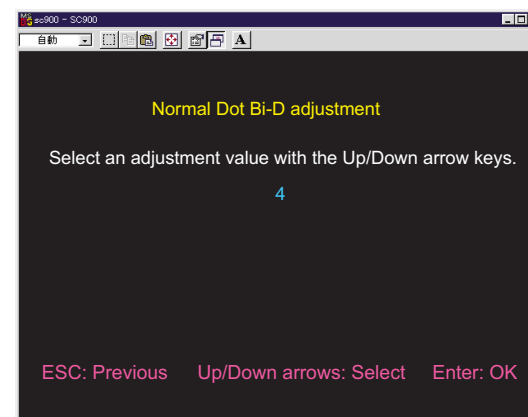 sc900 - SC900
自動
A
Normal Dot Bi-D adjustment
Select an adjustment value with the Up/Down arrow keys.
4
ESC: Previous Up/Down arrows: Select Enter: OK